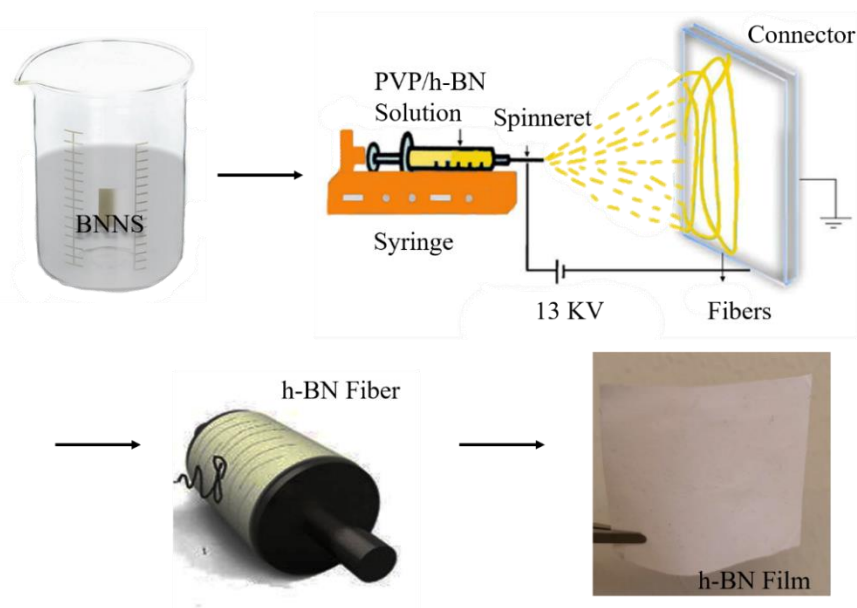 BNNS
PVP/h-BN
Solution
Spinneret
Connector
Syringe
13 KV
Fibers
h-BN Fiber
h-BN Film